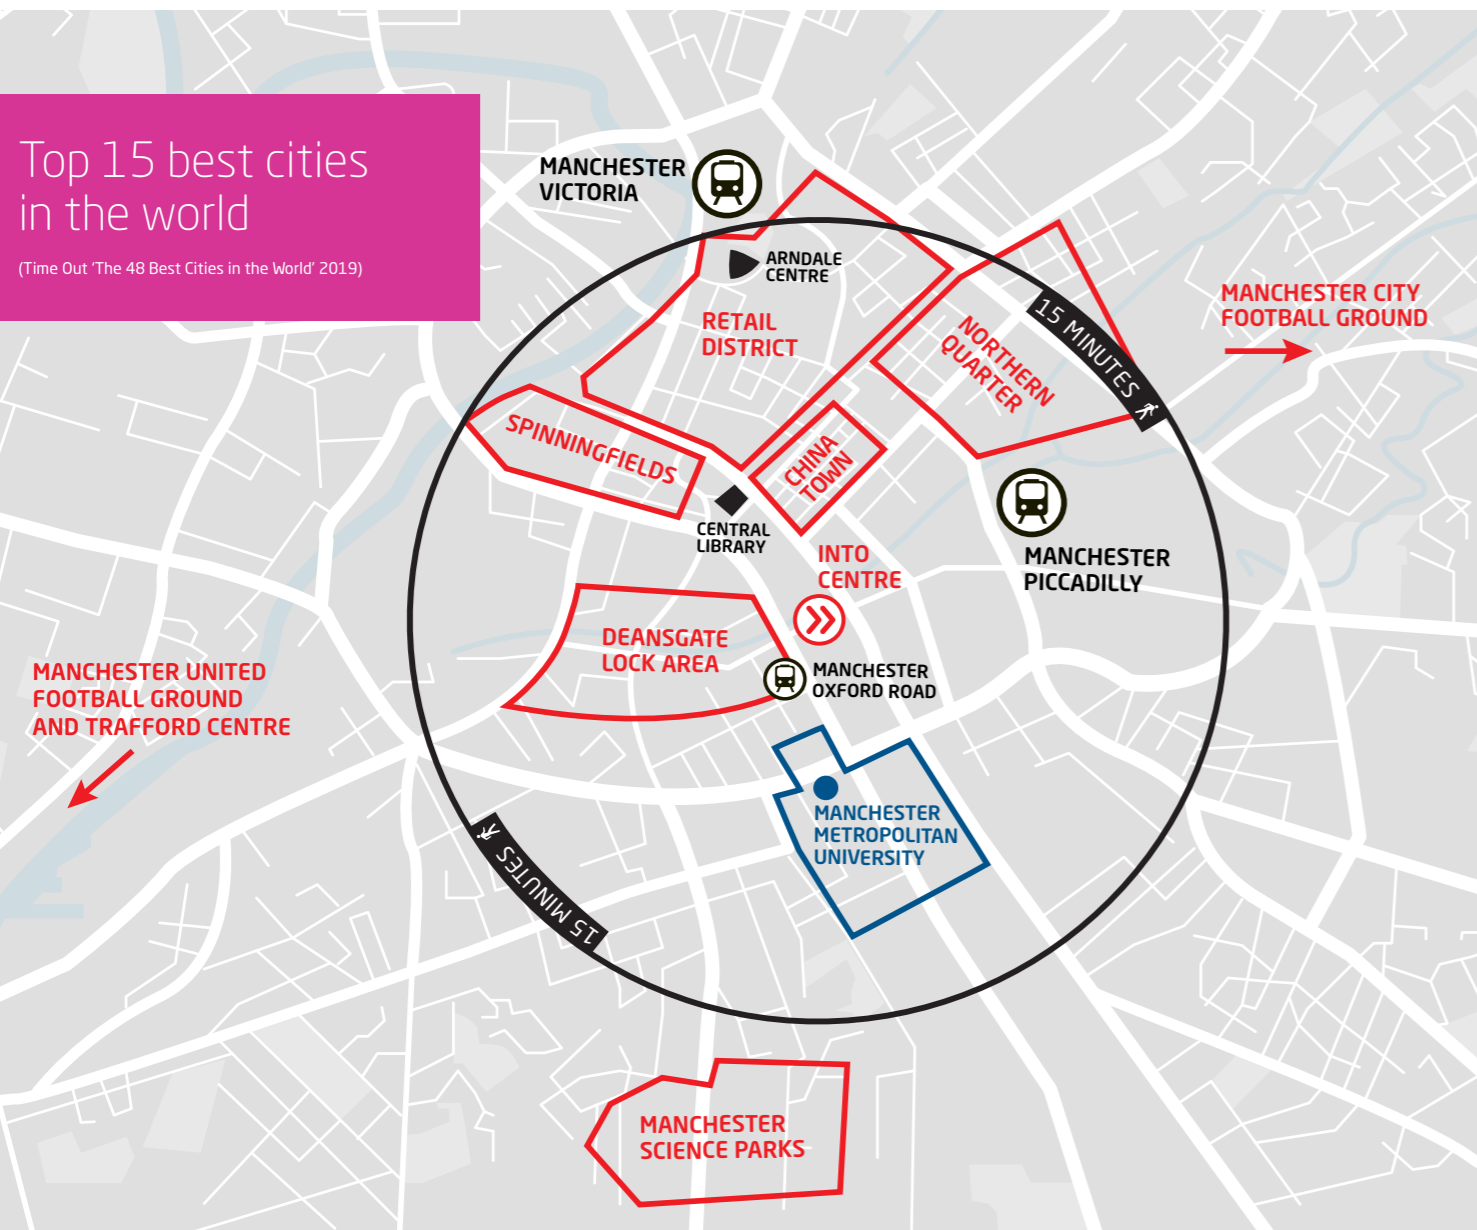 Top 15 best cities
in the world
(Time Out ‘The 48 Best Cities in the World’ 2019)
MANCHESTER
VICTORIA
ARNDALE
CENTRE
RETAIL
DISTRICT
NORTHERN
QUARTER
15 MINUTES
MANCHESTER CITY
FOOTBALL GROUND
SPINNINGFIELDS
CHINA
TOWN
CENTRAL
LIBRARY
INTO
CENTRE
MANCHESTER
PICCADILLY
DEANSGATE
LOCK AREA
MANCHESTER
OXFORD ROAD
MANCHESTER UNITED
FOOTBALL GROUND
AND TRAFFORD CENTRE
MANCHESTER
METROPOLITAN
UNIVERSITY
15 MINUTES
MANCHESTER
SCIENCE PARKS